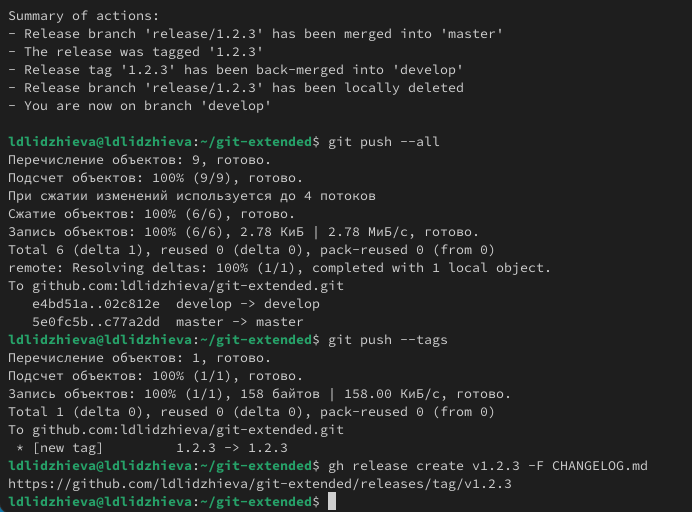 Summary of actions:
- Release branch 'release/1.2.3' has been merged into 'master'
- The release was tagged '1.2.3'
- Release tag '1.2.3' has been back-merged into 'develop'
- Release branch 'release/1.2.3' has been locally deleted
- You are now on branch 'develop'
ldlidzhieva@ldlidzhieva:~/git-extended$ git push --all
Перечисление объектов: 9, готово.
Подсчет объектов: 100% (9/9), готово.
При сжатии изменений используется до 4 потоков
Сжатие объектов: 100% (6/6), готово.
Запись объектов: 100% (6/6), 2.78 КиБ | 2.78 МиБ/с, готово.
Total 6 (delta 1), reused 0 (delta 0), pack-reused 0 (from 0)
remote: Resolving deltas: 100% (1/1), completed with 1 local object.
To github.com:ldlidzhieva/git-extended.git
   e4bd51a..02c812e  develop -> develop
   5e0fc5b..c77a2dd  master -> master
ldlidzhieva@ldlidzhieva:~/git-extended$ git push --tags
Перечисление объектов: 1, готово.
Подсчет объектов: 100% (1/1), готово.
Запись объектов: 100% (1/1), 158 байтов | 158.00 КиБ/с, готово.
Total 1 (delta 0), reused 0 (delta 0), pack-reused 0 (from 0)
To github.com:ldlidzhieva/git-extended.git
 * [new tag]         1.2.3 -> 1.2.3
ldlidzhieva@ldlidzhieva:~/git-extended$ gh release create v1.2.3 -F CHANGELOG.md
https://github.com/ldlidzhieva/git-extended/releases/tag/v1.2.3
ldlidzhieva@ldlidzhieva:~/git-extended$